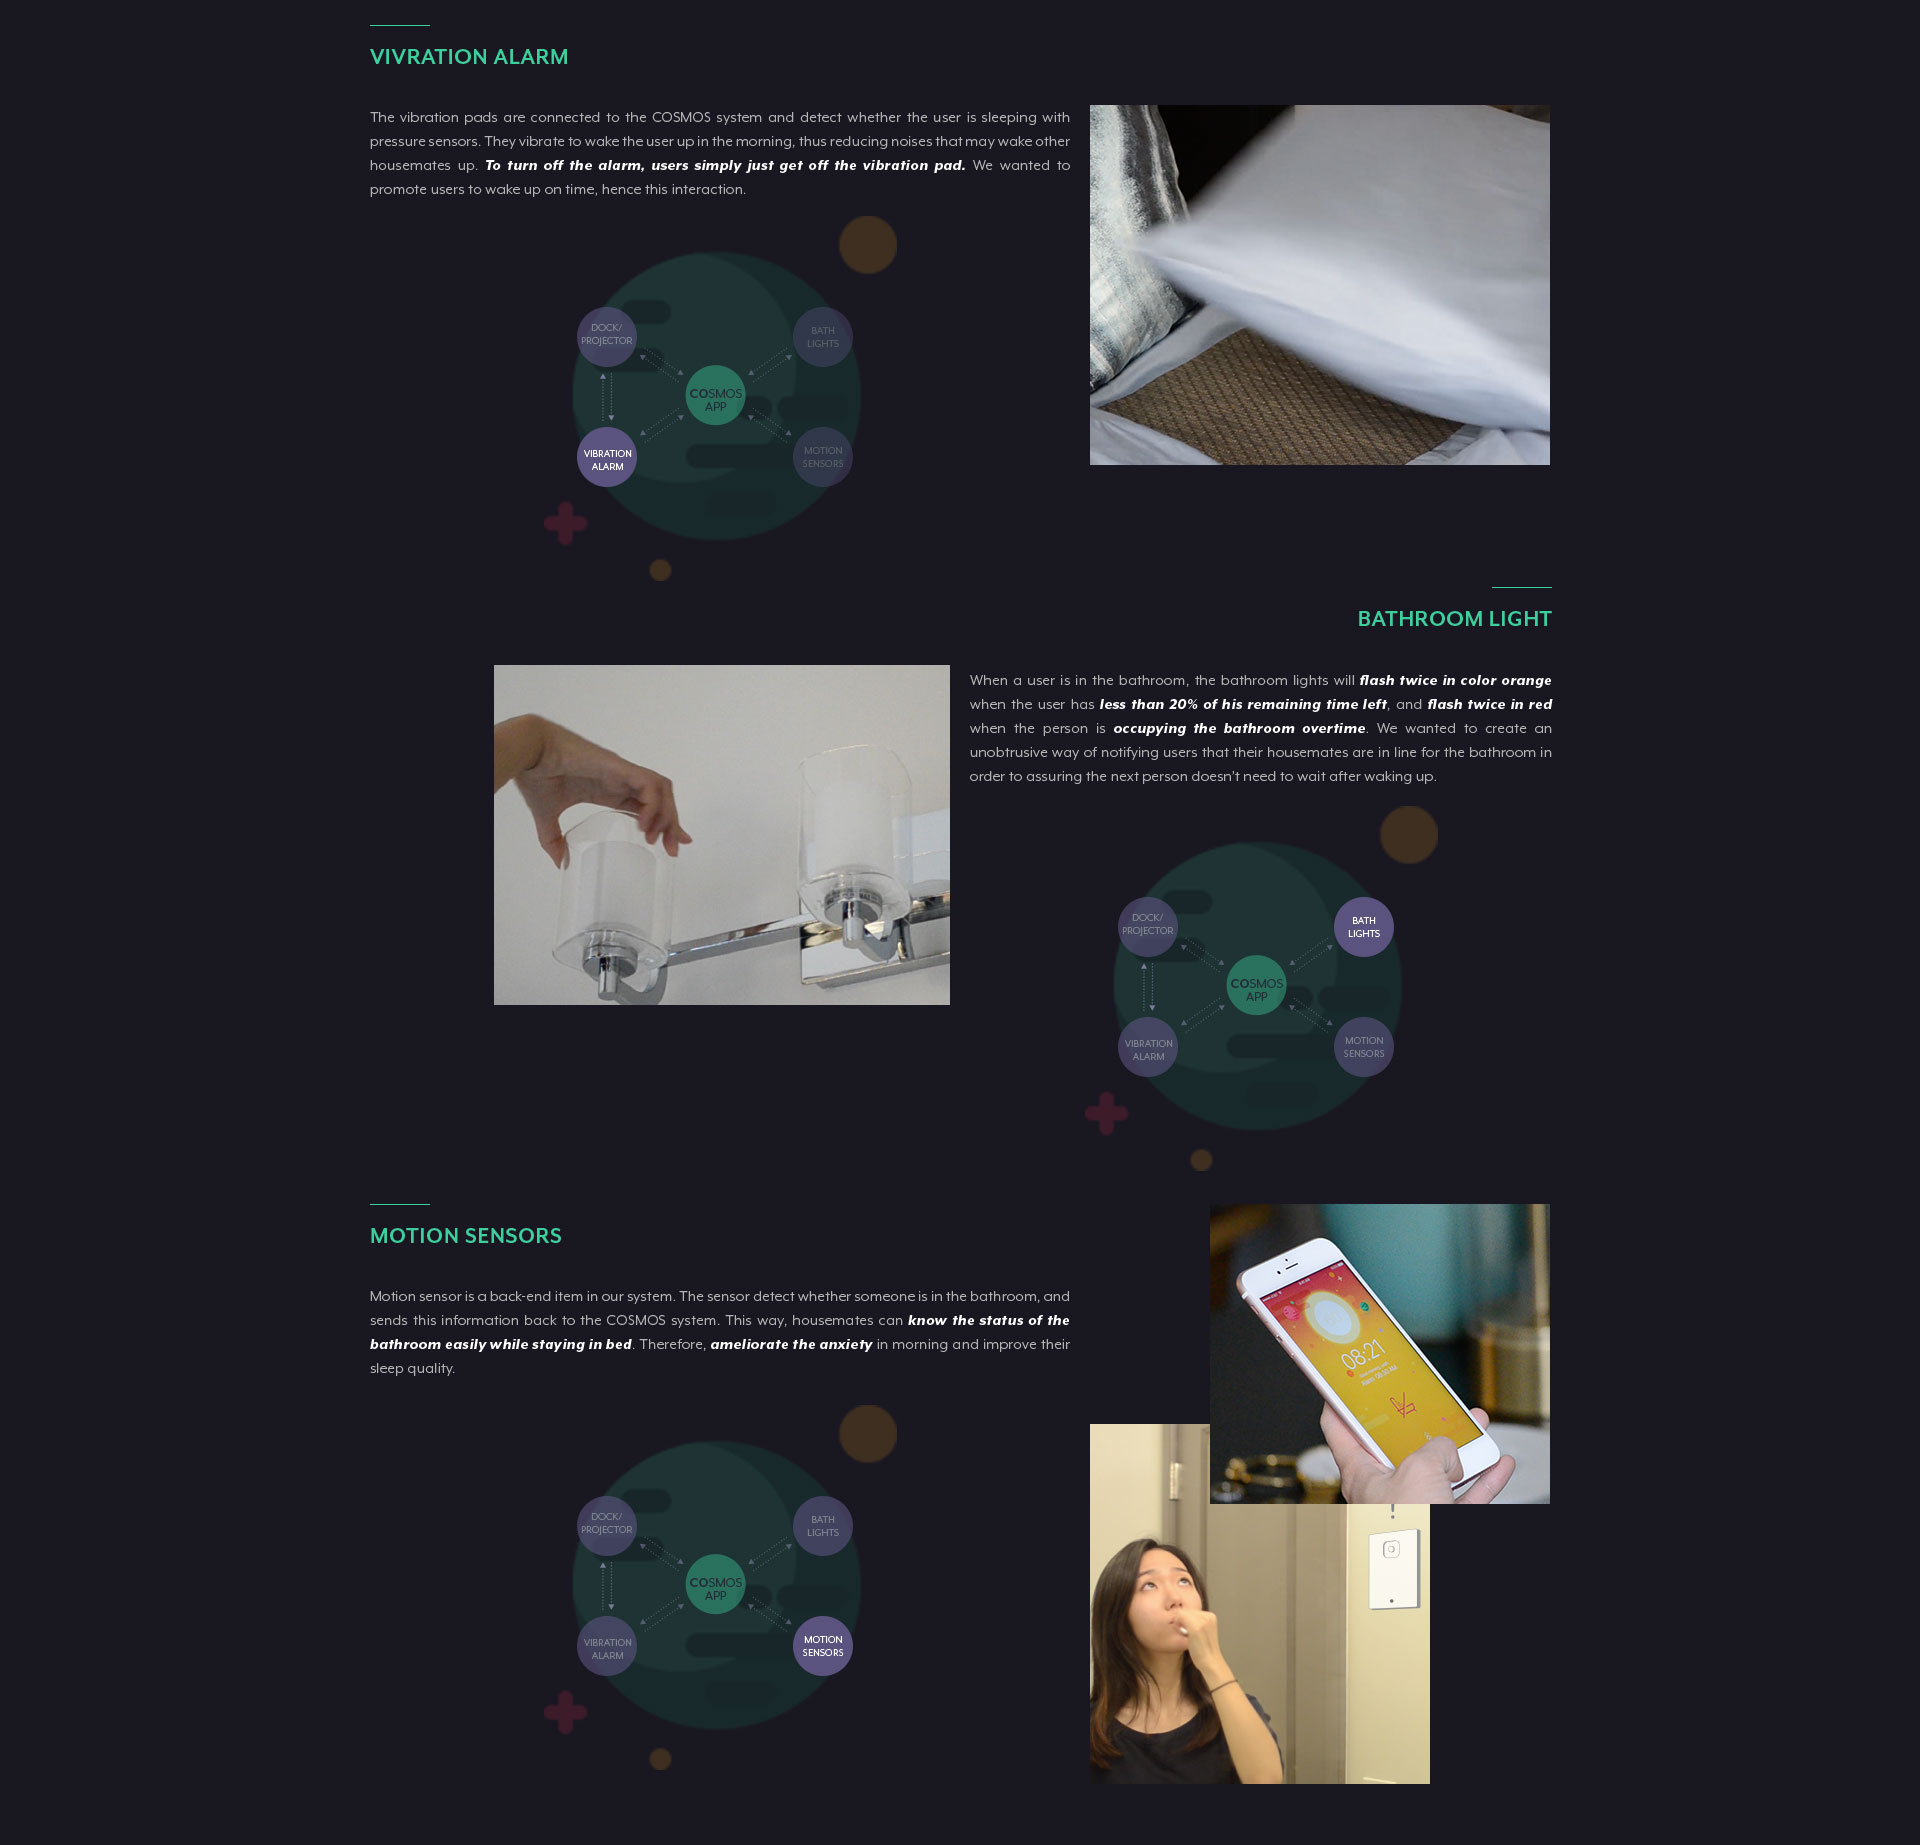 VIVRATION ALARM
The vibration pads are connected to the COSMOS system and detect whether the user is sleeping with
pressure sensors. They vibrate to wake the user up in the morning, thus reducing noises that may wake other
housemates up. To turn off the alarm, users simply just get off the vibration pad. We wanted to
promote users to wake up on time, hence this interaction.
DOCK/
PROJECTOR
BATH
LIGHTS
COSMOS
APP
VIBRATION
ALARM
MOTION
SENSORS
BATHROOM LIGHT
When a user is in the bathroom, the bathroom lights will flash twice in color orange
when the user has less than 20% of his remaining time left, and flash twice in red
when the person is occupying the bathroom overtime. We wanted to create an
unobtrusive way of notifying users that their housemates are in line for the bathroom in
order to assuring the next person doesn't need to wait after waking up.
DOCK/
PROJECTOR
BATH
LIGHTS
COSMOS
APP
VIBRATION
ALARM
MOTION
SENSORS
MOTION SENSORS
Motion sensor is a back-end item in our system. The sensor detect whether someone is in the bathroom, and
sends this information back to the COSMOS system. This way, housemates can know the status of the
bathroom easily while staying in bed. Therefore, ameliorate the anxiety in morning and improve their
sleep quality.
08:21
DOCK/
PROJECTOR
BATH
LIGHTS
COSMOS
APP
VIBRATION
ALARM
MOTION
SENSORS